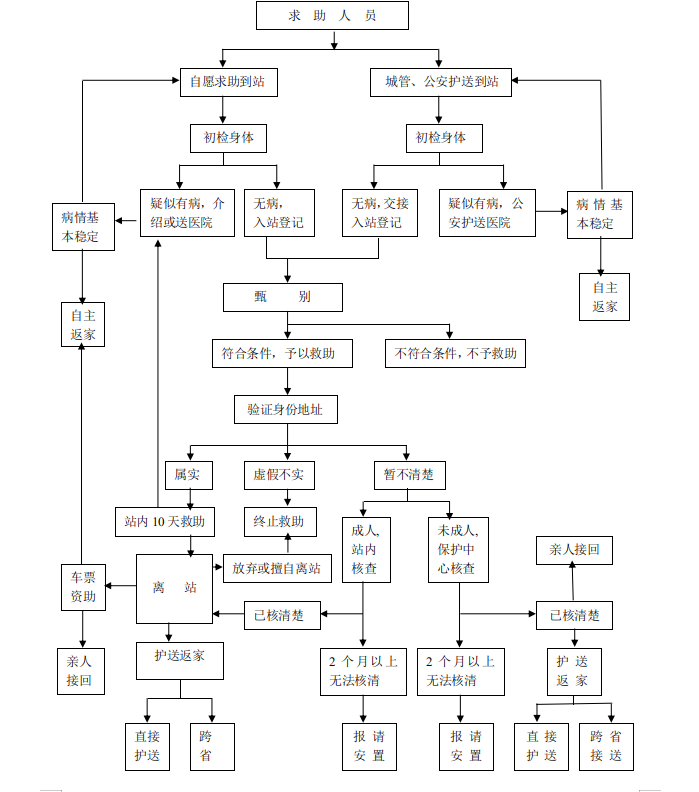 求 助 人 员
自愿求助到站
城管、公安护送到站
初检身体
初检身体
疑似有病，介
绍或送医院
无病，
入站登记
无病，交接
入站登记
疑似有病，公
安护送医院
病情基
本稳定
病 情 基
本 稳 定
自主
返家
自 主
返 家
甄 别
符合条件，予以救助
不符合条件，不予救助
验证身份地址
属实
虚假不实
暂不清楚
站内 10 天救助
终止救助
成人，
站内
核查
未成人，
保护中
心核查
亲人接回
车票
资助
离 站
放弃或擅自离站
已核清楚
已核清楚
亲人
接回
护送返家
2 个月以上
无法核清
2 个月以上
无法核清
护 送
返 家
直接
护送
跨
省
报 请
安 置
报 请
安 置
直 接
护 送
跨 省
接 送